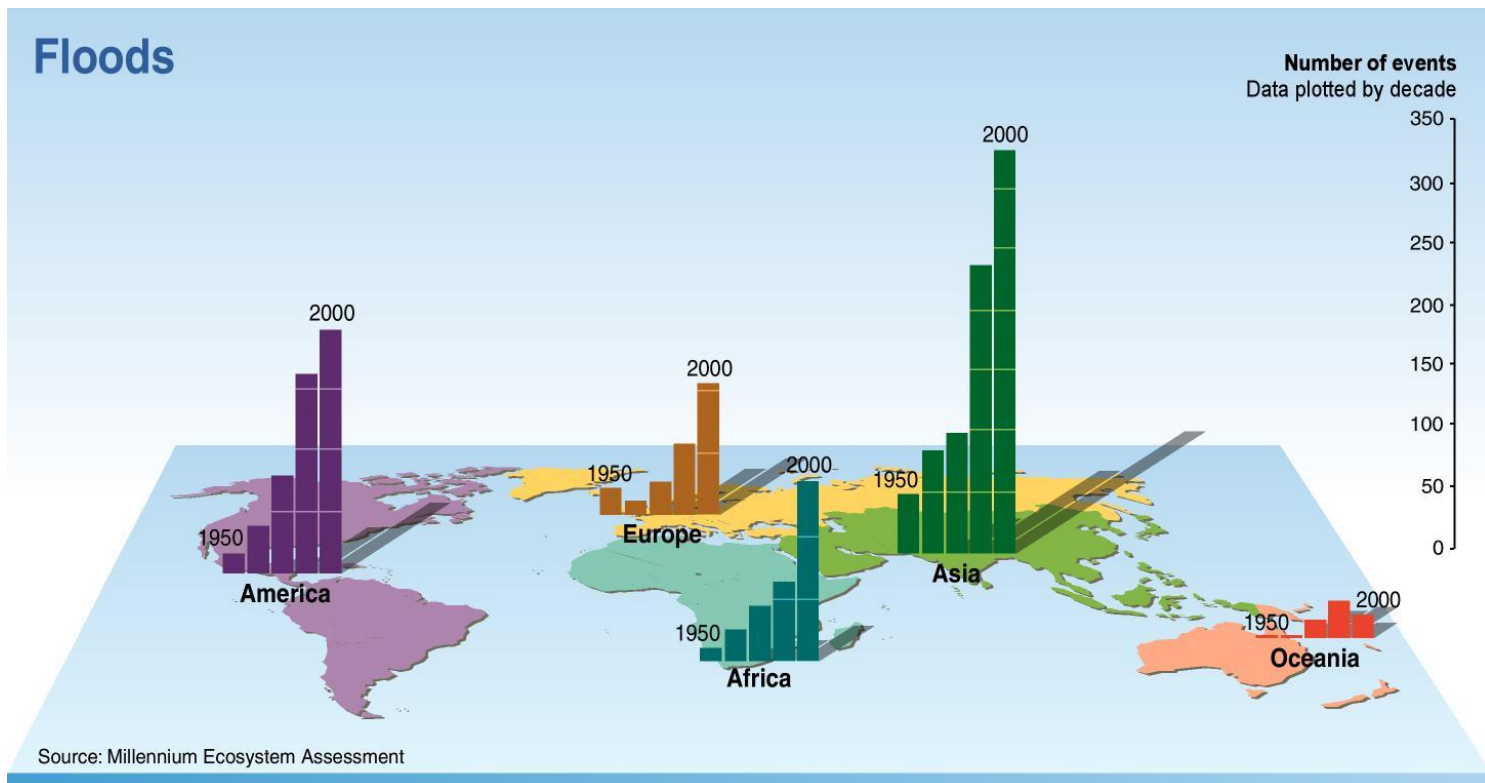 Floods
Number of events
Data plotted by decade
350
300
250
200
150
100
50
0
2000
1950
America
2000
1950
Europe
2000
1950
Africa
2000
1950
Asia
2000
1950
Oceania
Source: Millennium Ecosystem Assessment